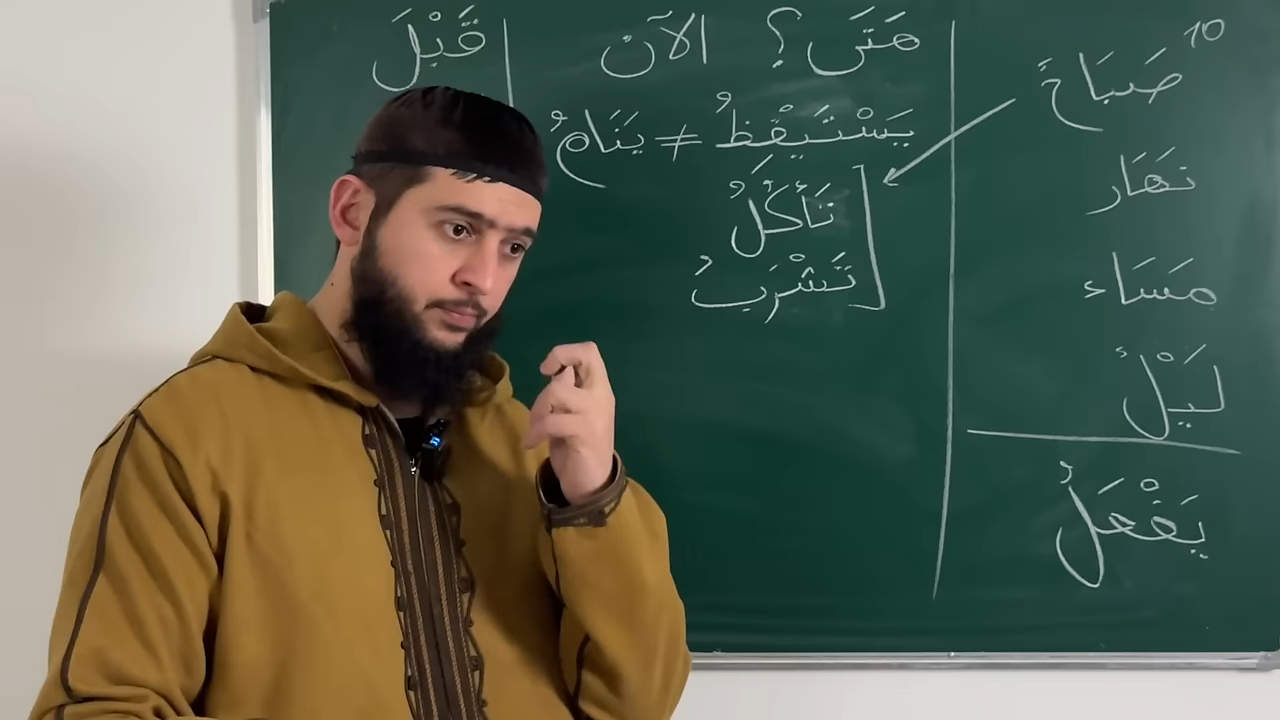 10
صَبَاحً
نَهَار
مَسَاء
لَيْلٌ
يَفْعَلُ
مَتَى ؟ الآن
يَسْتَيْقِظُ ≠ يَنَامُ
تَأْكُلُ
تَشْرَبُ
قَبْلَ